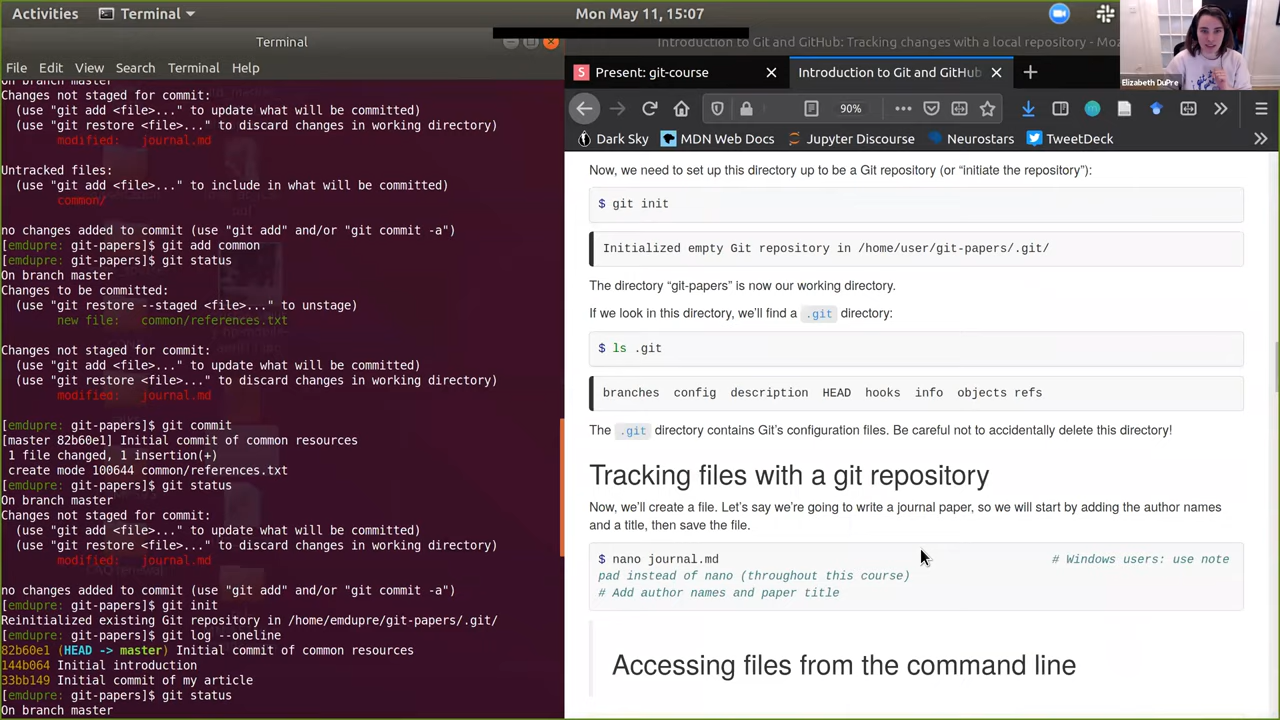 Activities
Terminal
Mon May 11, 15:07
Elizabeth DuPre
Terminal
File Edit View Search Terminal Help
On branch master
Changes not staged for commit:
(use "git add <file>..." to update what will be committed)
(use "git restore <file>..." to discard changes in working directory)
modified: journal.md
Untracked files:
(use "git add <file>..." to include in what will be committed)
common/
no changes added to commit (use "git add" and/or "git commit -a")
[emdupre: git-papers]$ git add common
[emdupre: git-papers]$ git status
On branch master
Changes to be committed:
(use "git restore --staged <file>..." to unstage)
new file: common/references.txt
Changes not staged for commit:
(use "git add <file>..." to update what will be committed)
(use "git restore <file>..." to discard changes in working directory)
modified: journal.md
[emdupre: git-papers]$ git commit
[master 82b60e1] Initial commit of common resources
1 file changed, 1 insertion(+)
create mode 100644 common/references.txt
[emdupre: git-papers]$ git status
On branch master
Changes not staged for commit:
(use "git add <file>..." to update what will be committed)
(use "git restore <file>..." to discard changes in working directory)
modified: journal.md
no changes added to commit (use "git add" and/or "git commit -a")
[emdupre: git-papers]$ git init
Reinitialized existing Git repository in /home/emdupre/git-papers/.git/
[emdupre: git-papers]$ git log --oneline
82b60e1 (HEAD -> master) Initial commit of common resources
144b064 Initial introduction
33bb149 Initial commit of my article
[emdupre: git-papers]$ git status
On branch master
Introduction to Git and GitHub: Tracking changes with a local repository - Moz
Present: git-course
Introduction to Git and GitHub
90%
Dark Sky MDN Web Docs Jupyter Discourse Neurostars TweetDeck
Now, we need to set up this directory up to be a Git repository (or “initiate the repository”):
$ git init
Initialized empty Git repository in /home/user/git-papers/.git/
The directory “git-papers” is now our working directory.
If we look in this directory, we’ll find a .git directory:
$ ls .git
branches config description HEAD hooks info objects refs
The .git directory contains Git’s configuration files. Be careful not to accidentally delete this directory!
Tracking files with a git repository
Now, we’ll create a file. Let’s say we’re going to write a journal paper, so we will start by adding the author names
and a title, then save the file.
$ nano journal.md # Windows users: use note
pad instead of nano (throughout this course)
# Add author names and paper title
Accessing files from the command line